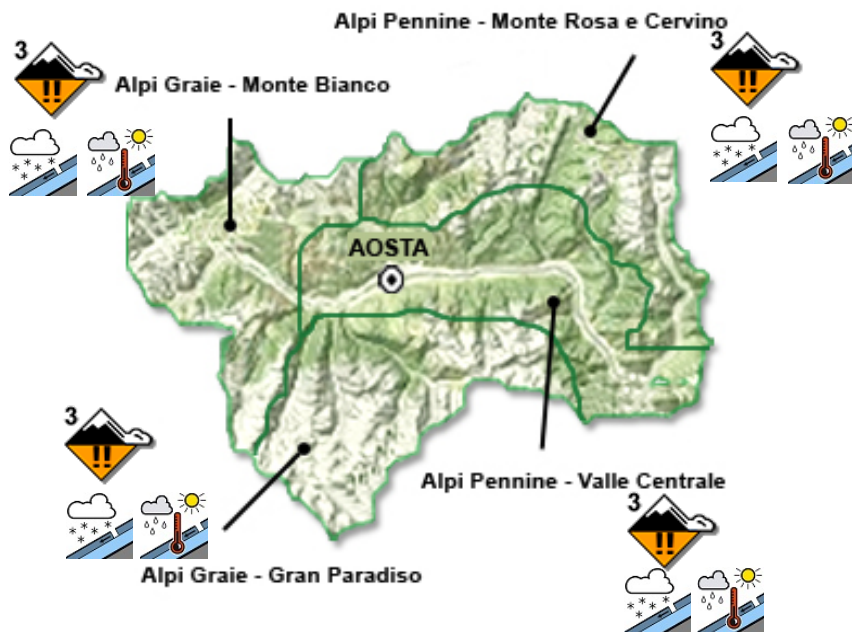 Alpi Pennine - Monte Rosa e Cervino
3
3
Alpi Graie - Monte Bianco
!!
!!
AOSTA
3
!!
Alpi Pennine - Valle Centrale
3
!!
Alpi Graie - Gran Paradiso